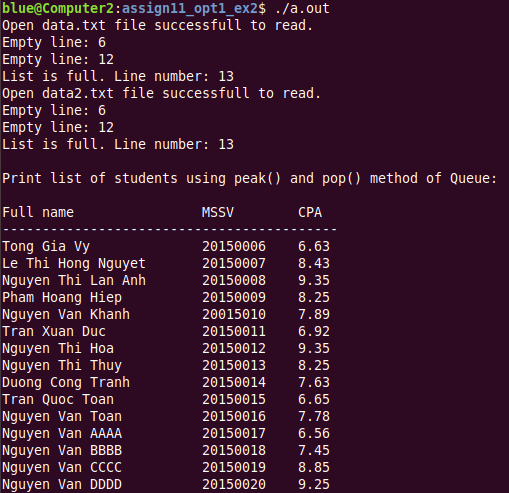 blue@Computer2:assign11_opt1_ex2$ ./a.out
Open data.txt file successfull to read.
Empty line: 6
Empty line: 12
List is full. Line number: 13
Open data2.txt file successfull to read.
Empty line: 6
Empty line: 12
List is full. Line number: 13
Print list of students using peak() and pop() method of Queue:
Full name MSSV CPA
------------------------------------------
Tong Gia Vy 20150006 6.63
Le Thi Hong Nguyet 20150007 8.43
Nguyen Thi Lan Anh 20150008 9.35
Pham Hoang Hiep 20150009 8.25
Nguyen Van Khanh 20015010 7.89
Tran Xuan Duc 20150011 6.92
Nguyen Thi Hoa 20150012 9.35
Nguyen Thi Thuy 20150013 8.25
Duong Cong Tranh 20150014 7.63
Tran Quoc Toan 20150015 6.65
Nguyen Van Toan 20150016 7.78
Nguyen Van AAAA 20150017 6.56
Nguyen Van BBBB 20150018 7.45
Nguyen Van CCCC 20150019 8.85
Nguyen Van DDDD 20150020 9.25